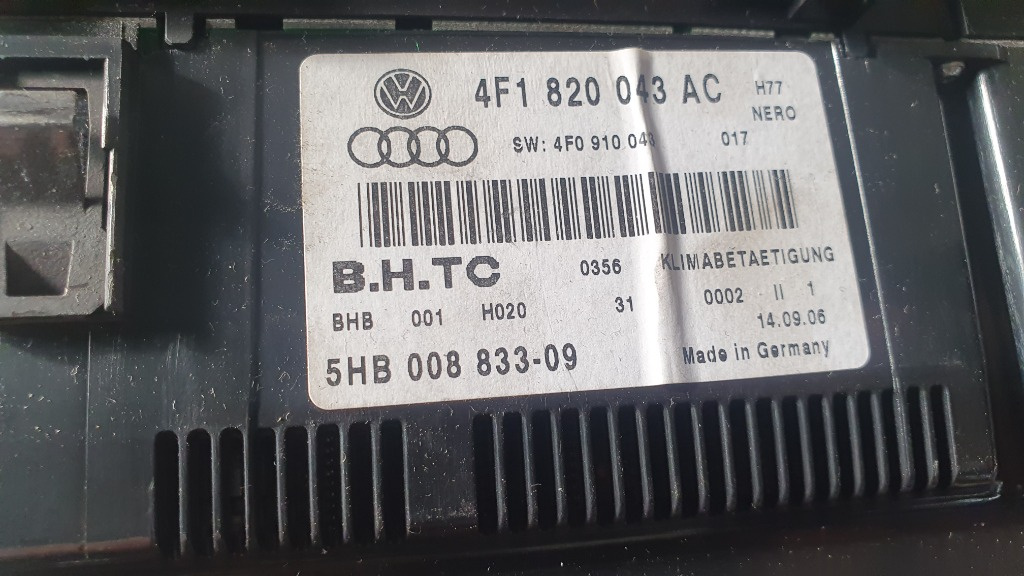 4F1 820 043 AC H77
NERO
SW: 4F0 910 043 017
B.H.TC 0356 KLIMABETAETIGUNG
BHB 001 H020 31 0002 II 1
14.09.06
5HB 008 833-09 Made in Germany